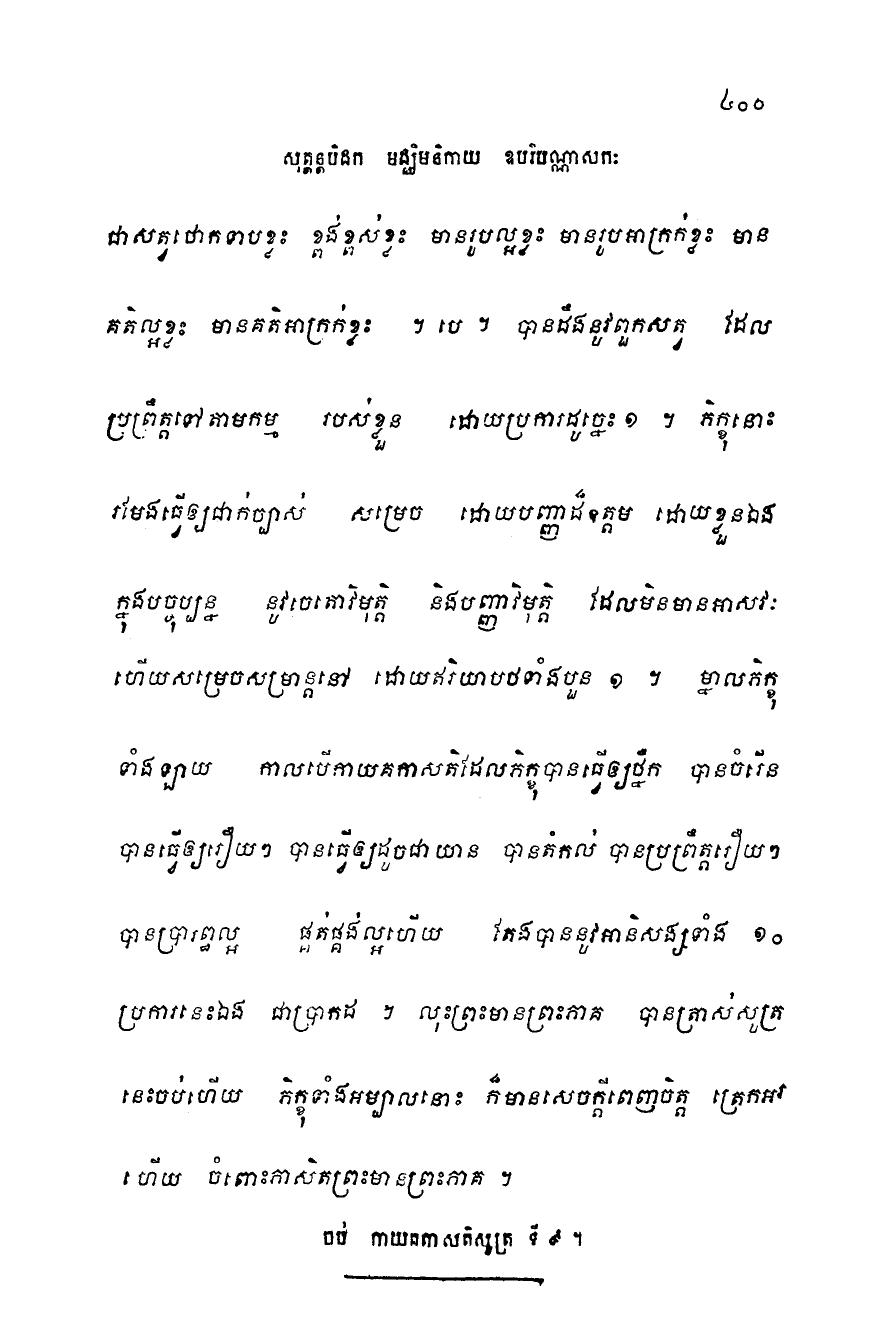 ៤០០
សុត្តន្តបិដក មជ្ឈិមនិកាយ ឧបរិបណ្ណាសកៈ
ជាសត្វថោកទាបខ្លះ ខ្ពង់ខ្ពស់ខ្លះ មានរូបល្អខ្លះ មានរូបអាក្រក់ខ្លះ មាន
គតិល្អខ្លះ មានគតិអាក្រក់ខ្លះ ។ បេ ។ បានដឹងនូវពួកសត្វ ដែល
ប្រព្រឹត្តទៅតាមកម្ម របស់ខ្លួន ដោយប្រការដូច្នេះ១ ។ ភិក្ខុនោះ
រមែងធ្វើឲ្យជាក់ច្បាស់ សម្រេច ដោយបញ្ញាដ៏ឧត្តម ដោយខ្លួនឯង
ក្នុងបច្ចុប្បន្ន នូវចេតោវិមុត្តិ និងបញ្ញាវិមុត្តិ ដែលមិនមានអាសវៈ
ហើយសម្រេចសម្រាន្តនៅ ដោយឥរិយាបថទាំងបួន ១ ។ ម្នាលភិក្ខុ
ទាំងឡាយ កាលបើកាយគតាសតិដែលភិក្ខុបានធ្វើឲ្យថ្នឹក បានចំរើន
បានធ្វើឲ្យរឿយៗ បានធ្វើឲ្យដូចជាយាន បានតំកល់ បានប្រព្រឹត្តរឿយៗ
បានប្រារព្ធល្អ ផ្គត់ផ្គង់ល្អហើយ តែងបាននូវអានិសង្សទាំង ១០
ប្រការនេះឯង ជាប្រាកដ ។ លុះព្រះមានព្រះភាគ បានត្រាស់សូត្រ
នេះចប់ហើយ ភិក្ខុទាំងអម្បាលនោះ ក៏មានសេចក្តីពេញចិត្ត ត្រេកអរ
ហើយ ចំពោះភាសិតព្រះមានព្រះភាគ ។
ចប់ កាយគតាសតិសូត្រ ទី ៩ ។